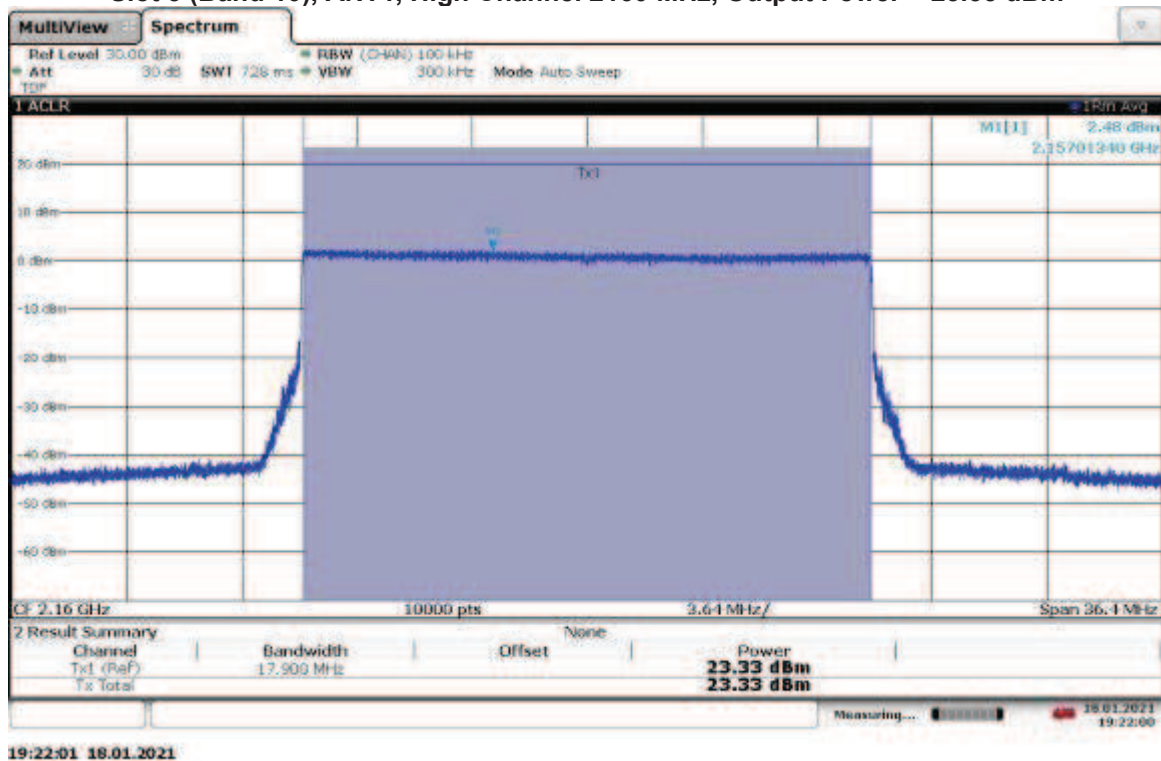 MultiView Spectrum
Ref Level 30.00 dBm RBW (CHAN) 100 kHz
Att 30 dB SWT 728 ms VBW 300 kHz Mode Auto Sweep
TDF
1 ACLR 1Rm Avg
M1[1] 2.48 dBm
2.15701340 GHz
20 dBm
Tx1
10 dBm
M1
0 dBm
-10 dBm
-20 dBm
-30 dBm
-40 dBm
-50 dBm
-60 dBm
CF 2.16 GHz 10000 pts 3.64 MHz/ Span 36.4 MHz
2 Result Summary None
Channel Bandwidth Offset Power
Tx1 (Ref) 17.900 MHz 23.33 dBm
Tx Total 23.33 dBm
Measuring... 18.01.2021
19:22:00
19:22:01 18.01.2021